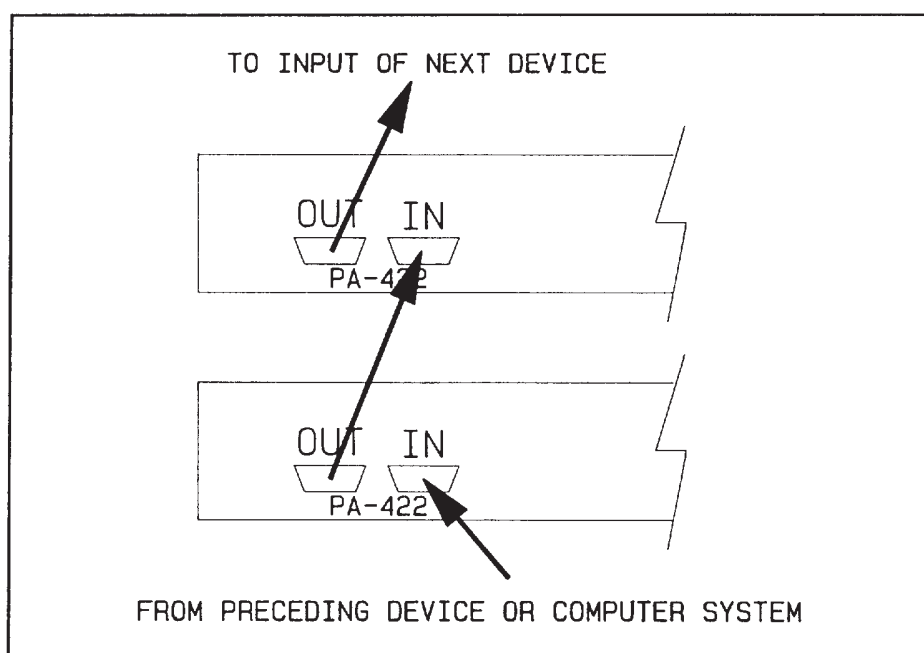 TO INPUT OF NEXT DEVICE
OUT IN
PA-422
OUT IN
PA-422
FROM PRECEDING DEVICE OR COMPUTER SYSTEM